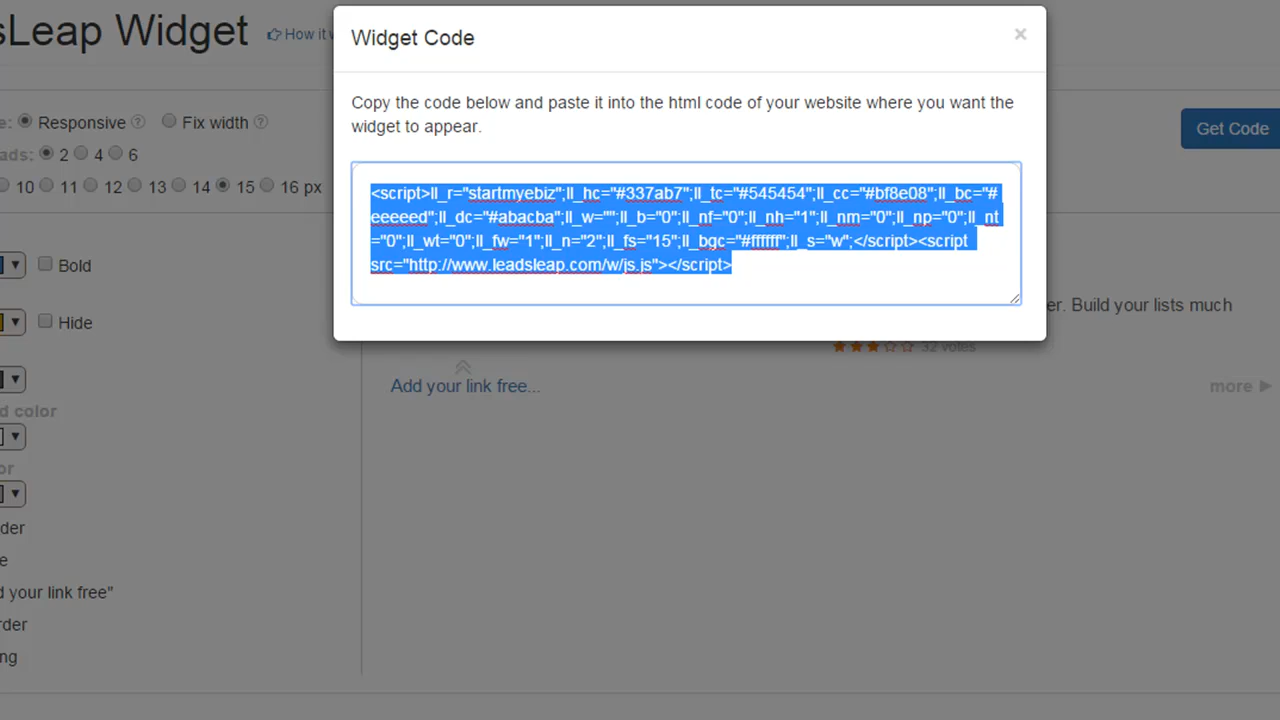 sLeap Widget
How it
Widget Code
×
Copy the code below and paste it into the html code of your website where you want the
widget to appear.
e: Responsive Fix width
Get Code
ads: 2 4 6
10 11 12 13 14 15 16 px
<script>ll_r="startmyebiz";ll_hc="#337ab7";ll_tc="#545454";ll_cc="#bf8e08";ll_bc="#
eeeeed";ll_dc="#abacba";ll_w="";ll_b="0";ll_nf="0";ll_nh="1";ll_nm="0";ll_np="0";ll_nt
="0";ll_wt="0";ll_fw="1";ll_n="2";ll_fs="15";ll_bgc="#ffffff";ll_s="w";</script><script
src="http://www.leadsleap.com/w/js.js"></script>
Bold
Hide
er. Build your lists much
32 votes
Add your link free...
more
d color
or
der
e
d your link free"
rder
ng